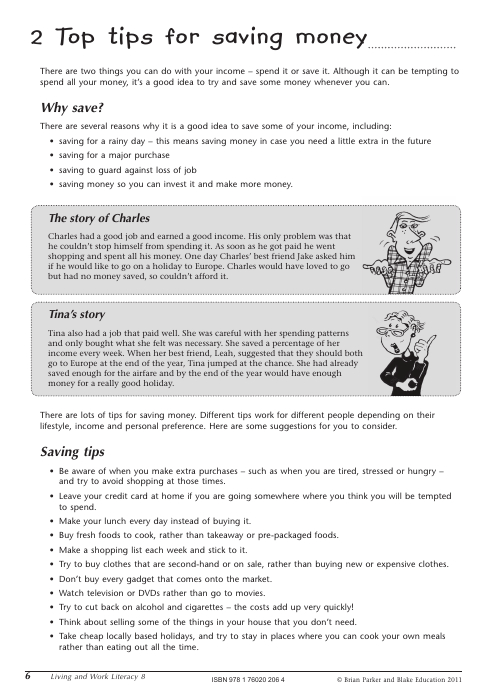 2 Top tips for saving money
There are two things you can do with your income – spend it or save it. Although it can be tempting to
spend all your money, it's a good idea to try and save some money whenever you can.
Why save?
There are several reasons why it is a good idea to save some of your income, including:
• saving for a rainy day – this means saving money in case you need a little extra in the future
• saving for a major purchase
• saving to guard against loss of job
• saving money so you can invest it and make more money.
The story of Charles
Charles had a good job and earned a good income. His only problem was that
he couldn't stop himself from spending it. As soon as he got paid he went
shopping and spent all his money. One day Charles' best friend Jake asked him
if he would like to go on a holiday to Europe. Charles would have loved to go
but had no money saved, so couldn't afford it.
Tina's story
Tina also had a job that paid well. She was careful with her spending patterns
and only bought what she felt was necessary. She saved a percentage of her
income every week. When her best friend, Leah, suggested that they should both
go to Europe at the end of the year, Tina jumped at the chance. She had already
saved enough for the airfare and by the end of the year would have enough
money for a really good holiday.
There are lots of tips for saving money. Different tips work for different people depending on their
lifestyle, income and personal preference. Here are some suggestions for you to consider.
Saving tips
• Be aware of when you make extra purchases – such as when you are tired, stressed or hungry –
and try to avoid shopping at those times.
• Leave your credit card at home if you are going somewhere where you think you will be tempted
to spend.
• Make your lunch every day instead of buying it.
• Buy fresh foods to cook, rather than takeaway or pre-packaged foods.
• Make a shopping list each week and stick to it.
• Try to buy clothes that are second-hand or on sale, rather than buying new or expensive clothes.
• Don't buy every gadget that comes onto the market.
• Watch television or DVDs rather than go to movies.
• Try to cut back on alcohol and cigarettes – the costs add up very quickly!
• Think about selling some of the things in your house that you don't need.
• Take cheap locally based holidays, and try to stay in places where you can cook your own meals
rather than eating out all the time.
6 Living and Work Literacy 8 ISBN 978 1 76020 206 4 © Brian Parker and Blake Education 2011